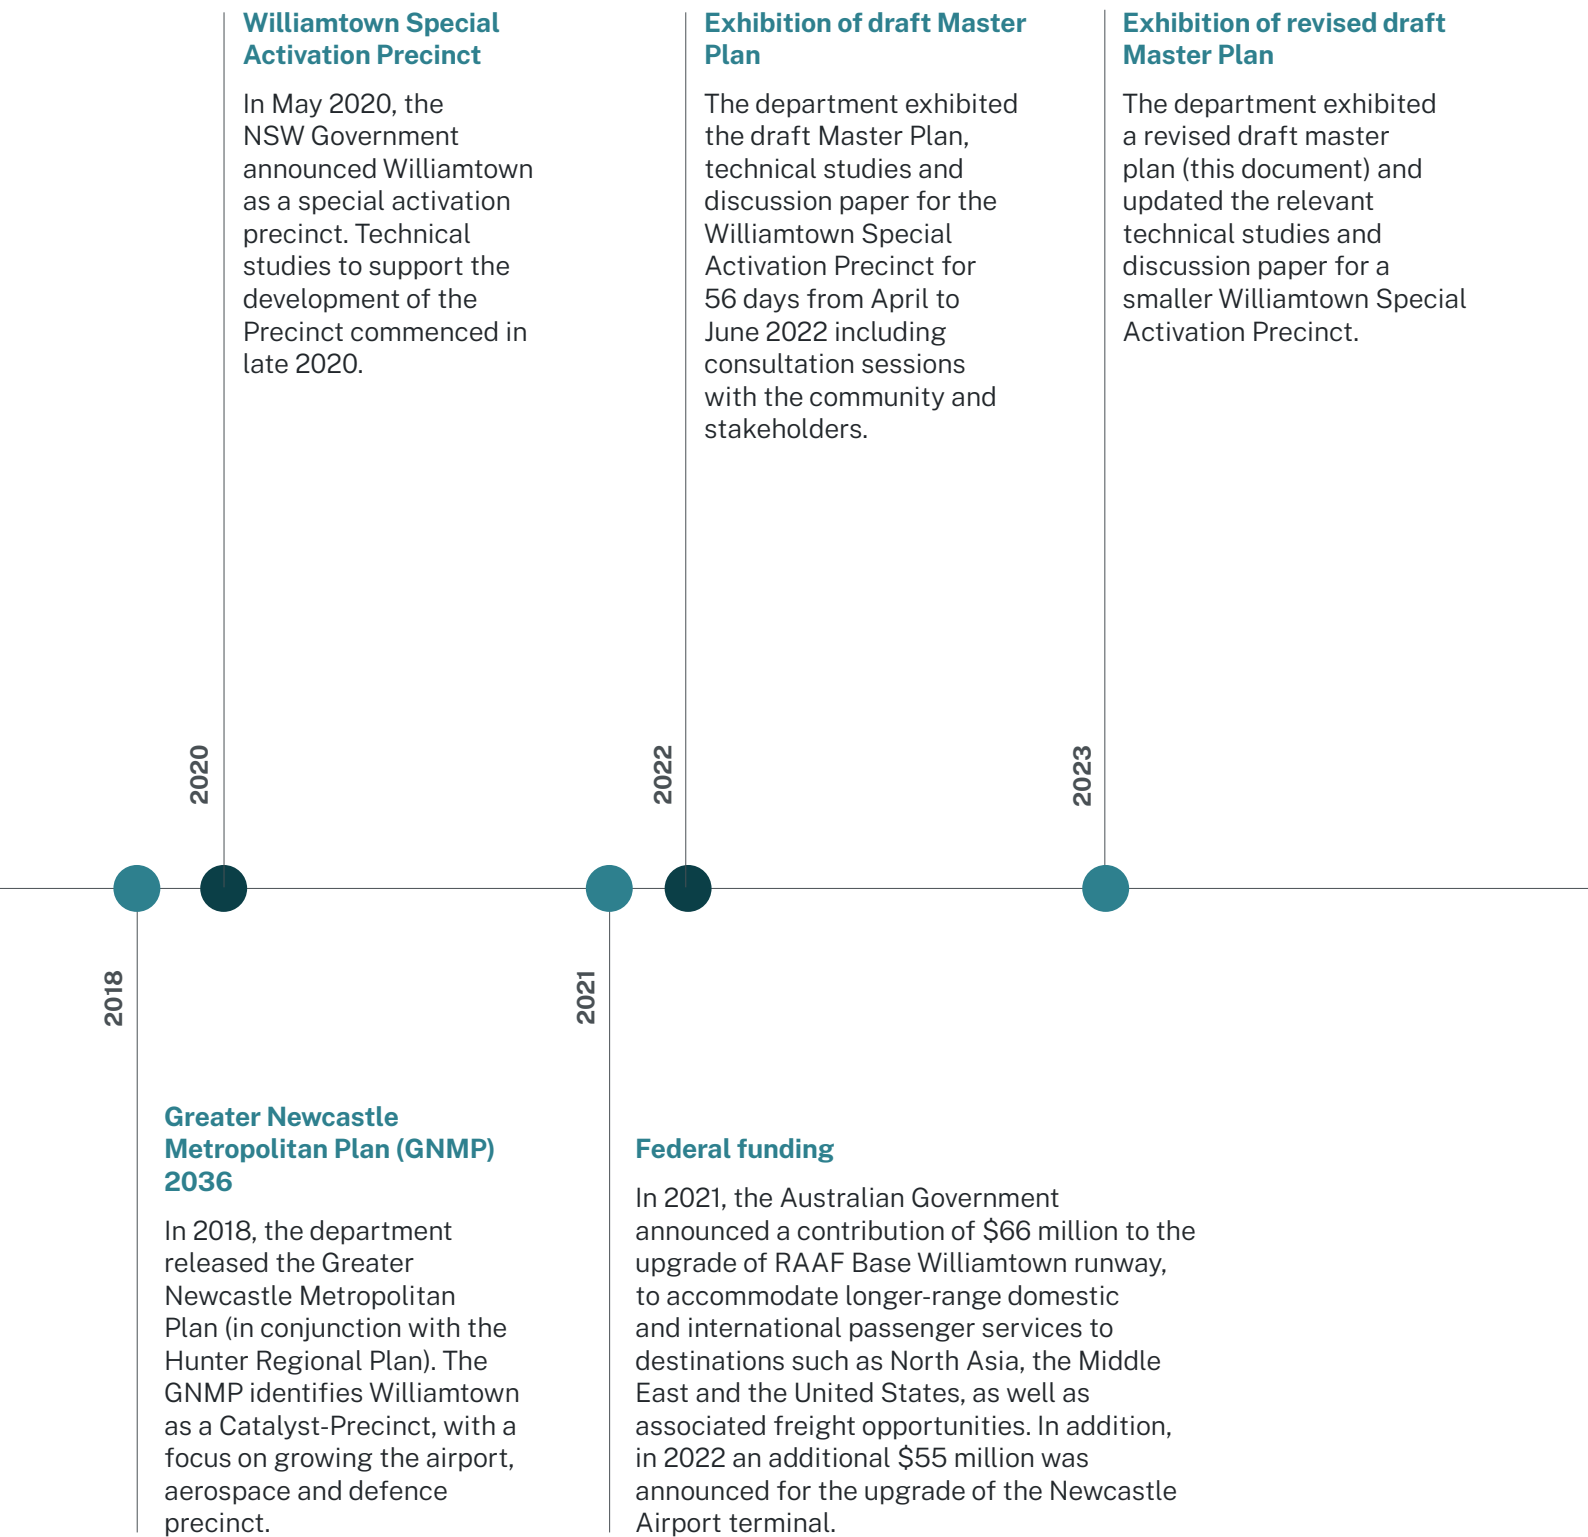 Williamtown Special
Activation Precinct
In May 2020, the
NSW Government
announced Williamtown
as a special activation
precinct. Technical
studies to support the
development of the
Precinct commenced in
late 2020.
Exhibition of draft Master
Plan
The department exhibited
the draft Master Plan,
technical studies and
discussion paper for the
Williamtown Special
Activation Precinct for
56 days from April to
June 2022 including
consultation sessions
with the community and
stakeholders.
Exhibition of revised draft
Master Plan
The department exhibited
a revised draft master
plan (this document) and
updated the relevant
technical studies and
discussion paper for a
smaller Williamtown Special
Activation Precinct.
2020
2022
2023
2018
2021
Greater Newcastle
Metropolitan Plan (GNMP)
2036
In 2018, the department
released the Greater
Newcastle Metropolitan
Plan (in conjunction with the
Hunter Regional Plan). The
GNMP identifies Williamtown
as a Catalyst-Precinct, with a
focus on growing the airport,
aerospace and defence
precinct.
Federal funding
In 2021, the Australian Government
announced a contribution of $66 million to the
upgrade of RAAF Base Williamtown runway,
to accommodate longer-range domestic
and international passenger services to
destinations such as North Asia, the Middle
East and the United States, as well as
associated freight opportunities. In addition,
in 2022 an additional $55 million was
announced for the upgrade of the Newcastle
Airport terminal.